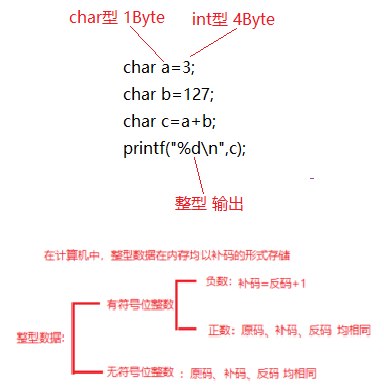 char型 1Byte
int型 4Byte
char a=3;
char b=127;
char c=a+b;
printf("%d\n",c);
整型 输出
在计算机中，整型数据在内存均以补码的形式存储
负数：补码=反码+1
有符号位整数
正数：原码、补码、反码 均相同
整型数据:
无符号位整数 ：原码、补码、反码 均相同